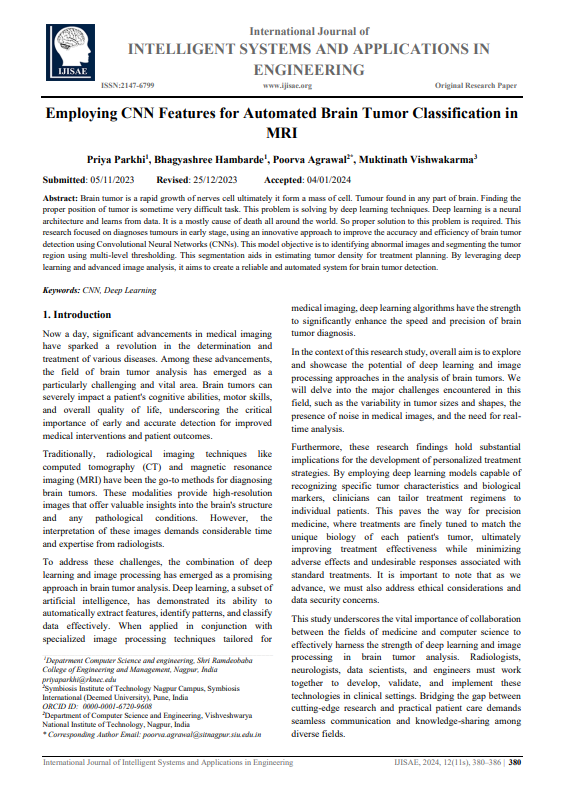 IJISAE
International Journal of
INTELLIGENT SYSTEMS AND APPLICATIONS IN
ENGINEERING
ISSN:2147-6799 www.ijisae.org Original Research Paper
Employing CNN Features for Automated Brain Tumor Classification in
MRI
Priya Parkhi1, Bhagyashree Hambarde1, Poorva Agrawal2*, Muktinath Vishwakarma3
Submitted: 05/11/2023 Revised: 25/12/2023 Accepted: 04/01/2024
Abstract: Brain tumor is a rapid growth of nerves cell ultimately it form a mass of cell. Tumour found in any part of brain. Finding the
proper position of tumor is sometime very difficult task. This problem is solving by deep learning techniques. Deep learning is a neural
architecture and learns from data. It is a mostly cause of death all around the world. So proper solution to this problem is required. This
research focused on diagnoses tumours in early stage, using an innovative approach to improve the accuracy and efficiency of brain tumor
detection using Convolutional Neural Networks (CNNs). This model objective is to identifying abnormal images and segmenting the tumor
region using multi-level thresholding. This segmentation aids in estimating tumor density for treatment planning. By leveraging deep
learning and advanced image analysis, it aims to create a reliable and automated system for brain tumor detection.
Keywords: CNN, Deep Learning
1. Introduction
Now a day, significant advancements in medical imaging
have sparked a revolution in the determination and
treatment of various diseases. Among these advancements,
the field of brain tumor analysis has emerged as a
particularly challenging and vital area. Brain tumors can
severely impact a patient's cognitive abilities, motor skills,
and overall quality of life, underscoring the critical
importance of early and accurate detection for improved
medical interventions and patient outcomes.
Traditionally, radiological imaging techniques like
computed tomography (CT) and magnetic resonance
imaging (MRI) have been the go-to methods for diagnosing
brain tumors. These modalities provide high-resolution
images that offer valuable insights into the brain's structure
and any pathological conditions. However, the
interpretation of these images demands considerable time
and expertise from radiologists.
To address these challenges, the combination of deep
learning and image processing has emerged as a promising
approach in brain tumor analysis. Deep learning, a subset of
artificial intelligence, has demonstrated its ability to
automatically extract features, identify patterns, and classify
data effectively. When applied in conjunction with
specialized image processing techniques tailored for
1Depatrment Computer Science and engineering, Shri Ramdeobaba
College of Engineering and Management, Nagpur, India
priyaparkhi@rknec.edu
2Symbiosis Institute of Technology Nagpur Campus, Symbiosis
International (Deemed University), Pune, India
ORCID ID: 0000-0001-6720-9608
3Department of Computer Science and Engineering, Vishveshwarya
National Institute of Technology, Nagpur, India
* Corresponding Author Email: poorva.agrawal@sitnagpur.siu.edu.in
medical imaging, deep learning algorithms have the strength
to significantly enhance the speed and precision of brain
tumor diagnosis.
In the context of this research study, overall aim is to explore
and showcase the potential of deep learning and image
processing approaches in the analysis of brain tumors. We
will delve into the major challenges encountered in this
field, such as the variability in tumor sizes and shapes, the
presence of noise in medical images, and the need for real-
time analysis.
Furthermore, these research findings hold substantial
implications for the development of personalized treatment
strategies. By employing deep learning models capable of
recognizing specific tumor characteristics and biological
markers, clinicians can tailor treatment regimens to
individual patients. This paves the way for precision
medicine, where treatments are finely tuned to match the
unique biology of each patient's tumor, ultimately
improving treatment effectiveness while minimizing
adverse effects and undesirable responses associated with
standard treatments. It is important to note that as we
advance, we must also address ethical considerations and
data security concerns.
This study underscores the vital importance of collaboration
between the fields of medicine and computer science to
effectively harness the strength of deep learning and image
processing in brain tumor analysis. Radiologists,
neurologists, data scientists, and engineers must work
together to develop, validate, and implement these
technologies in clinical settings. Bridging the gap between
cutting-edge research and practical patient care demands
seamless communication and knowledge-sharing among
diverse fields.
International Journal of Intelligent Systems and Applications in Engineering IJISAE, 2024, 12(11s), 380–386 | 380